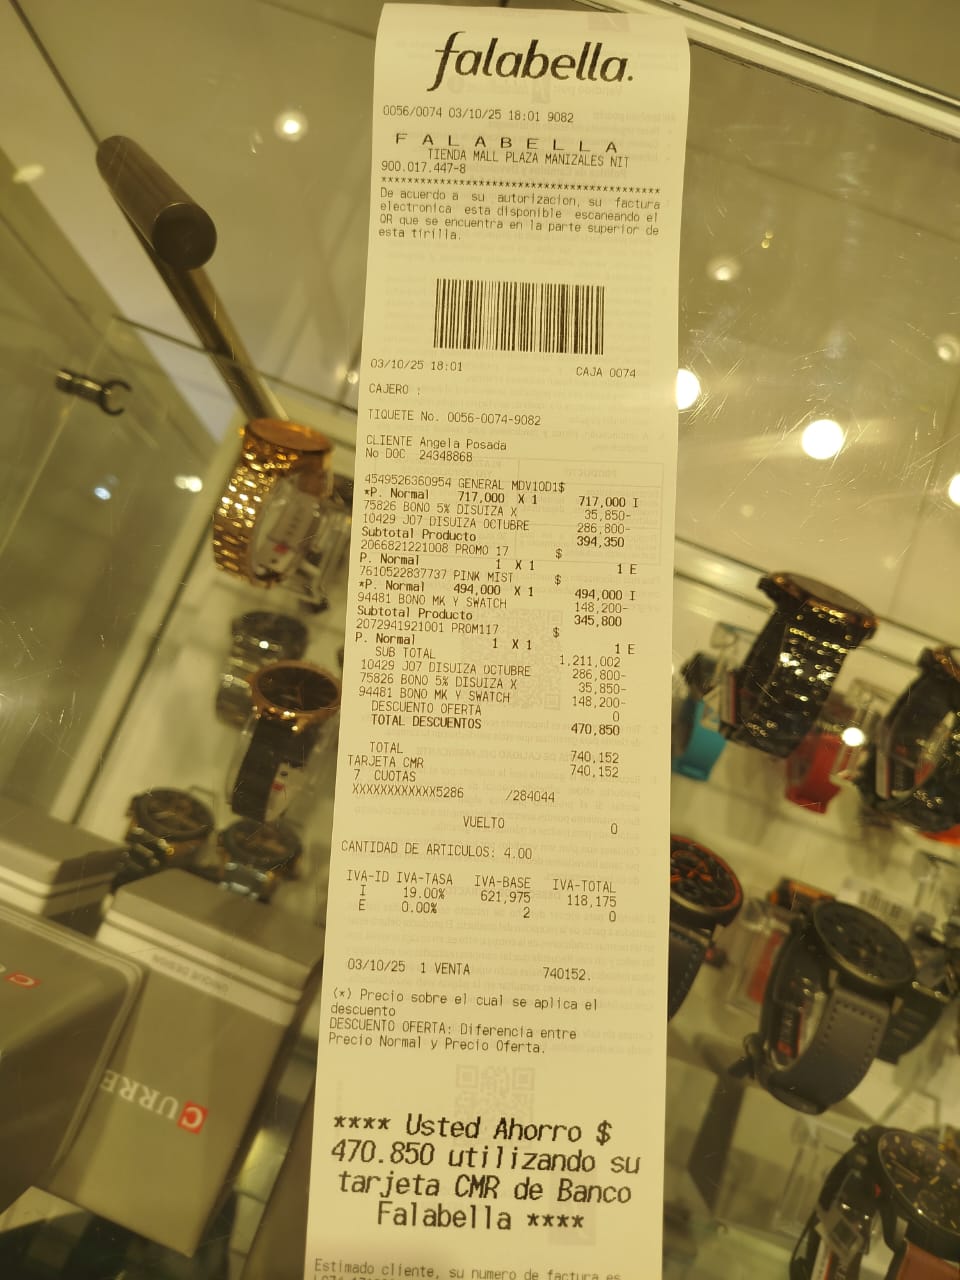 falabella.
0056/0074 03/10/25 18:01 9082
F A L A B E L L A
TIENDA MALL PLAZA MANIZALES NIT
900.017.447-8
******************************************
De acuerdo a su autorizacion, su factura
electronica esta disponible escaneando el
QR que se encuentra en la parte superior de
esta tirilla.
03/10/25 18:01 CAJA 0074
CAJERO :
TIQUETE No. 0056-0074-9082
CLIENTE Angela Posada
No DOC 24348868
4549526360954 GENERAL MDV10D1$
*P. Normal 717,000 X 1 717,000 I
75826 BONO 5% DISUIZA X 35,850-
10429 J07 DISUIZA OCTUBRE 286,800-
Subtotal Producto 394,350
2066821221008 PROMO 17 $
P. Normal 1 X 1 1 E
7610522837737 PINK MIST $
*P. Normal 494,000 X 1 494,000 I
94481 BONO MK Y SWATCH 148,200-
Subtotal Producto 345,800
2072941921001 PROM117 $
P. Normal 1 X 1 1 E
SUB TOTAL 1,211,002
10429 J07 DISUIZA OCTUBRE 286,800-
75826 BONO 5% DISUIZA X 35,850-
94481 BONO MK Y SWATCH 148,200-
DESCUENTO OFERTA 0
TOTAL DESCUENTOS 470,850
TOTAL 740,152
TARJETA CMR 740,152
7 CUOTAS
XXXXXXXXXXXX5286 /284044
VUELTO 0
CANTIDAD DE ARTICULOS: 4.00
IVA-ID IVA-TASA IVA-BASE IVA-TOTAL
I 19.00% 621,975 118,175
E 0.00% 2 0
03/10/25 1 VENTA 740152.
(*) Precio sobre el cual se aplica el
descuento
DESCUENTO OFERTA: Diferencia entre
Precio Normal y Precio Oferta.
**** Usted Ahorro $
470.850 utilizando su
tarjeta CMR de Banco
Falabella ****
Estimado cliente, su numero de factura es
CURRE